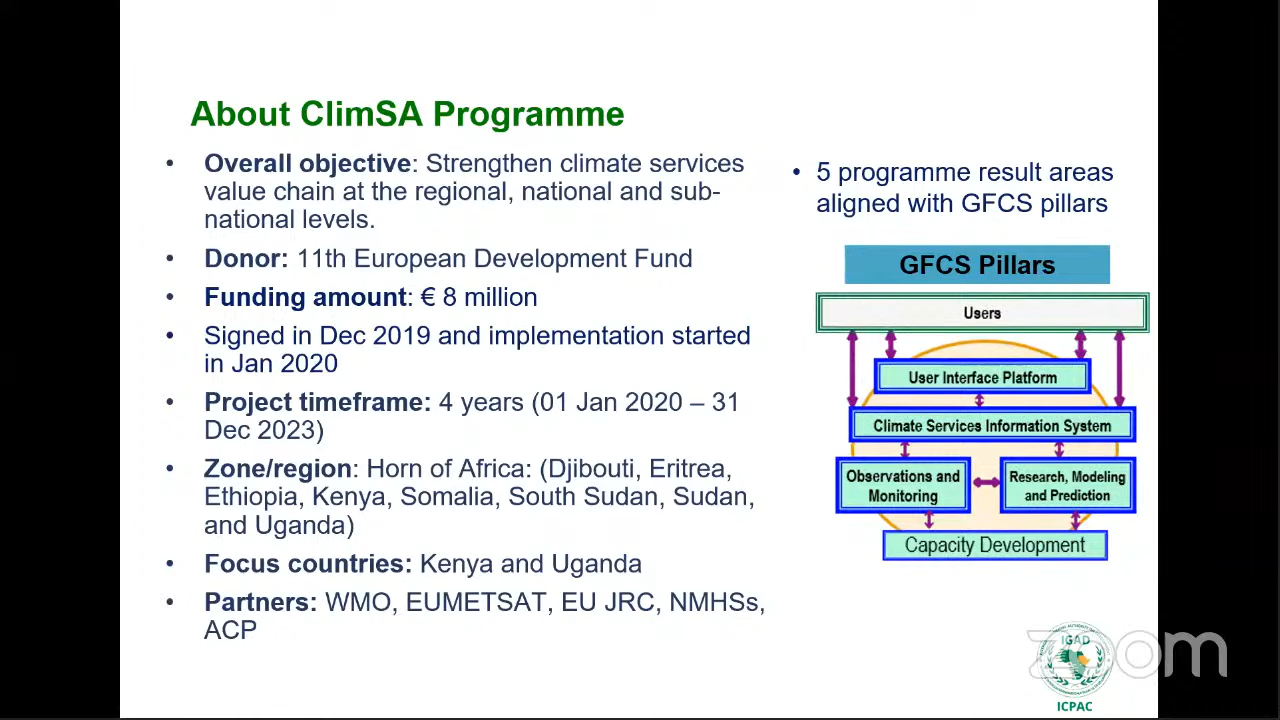 About ClimSA Programme
• Overall objective: Strengthen climate services
value chain at the regional, national and sub-
national levels.
• Donor: 11th European Development Fund
• Funding amount: € 8 million
• Signed in Dec 2019 and implementation started
in Jan 2020
• Project timeframe: 4 years (01 Jan 2020 – 31
Dec 2023)
• Zone/region: Horn of Africa: (Djibouti, Eritrea,
Ethiopia, Kenya, Somalia, South Sudan, Sudan,
and Uganda)
• Focus countries: Kenya and Uganda
• Partners: WMO, EUMETSAT, EU JRC, NMHSs,
ACP
• 5 programme result areas
aligned with GFCS pillars
GFCS Pillars
Users
User Interface Platform
Climate Services Information System
Observations and
Monitoring
Research, Modeling
and Prediction
Capacity Development
IGAD
zoom
ICPAC